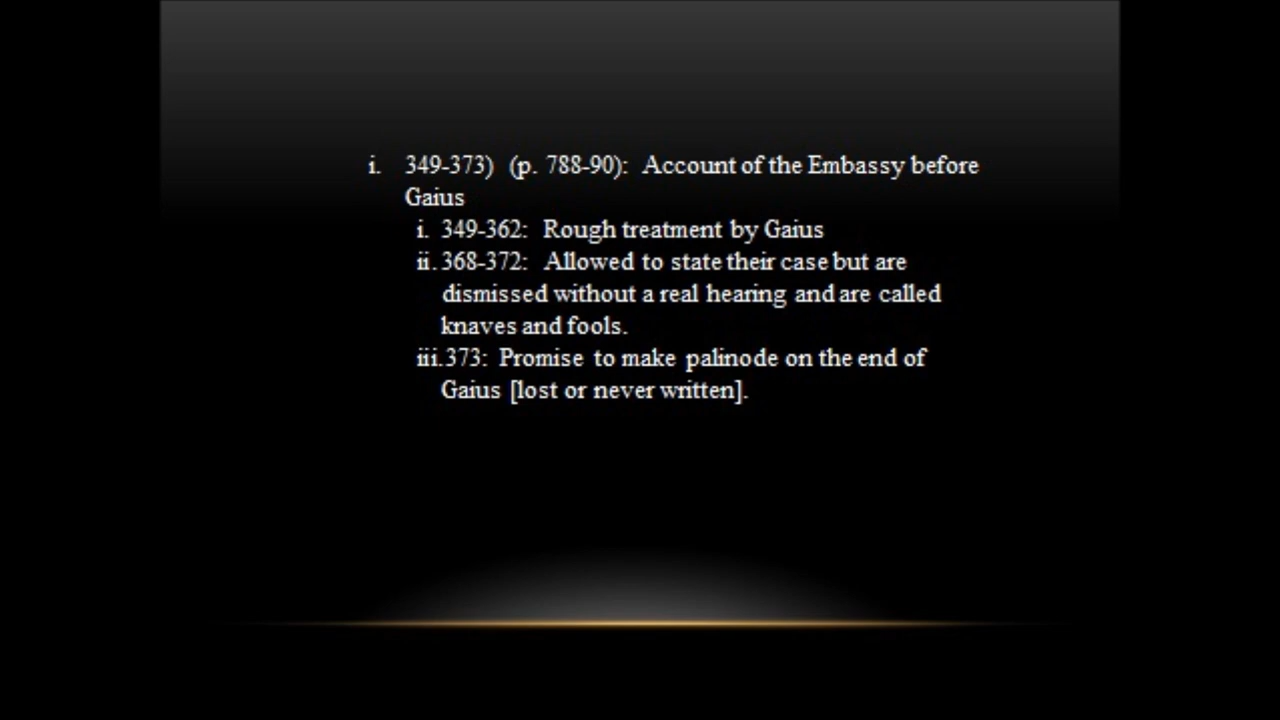 i. 349-373) (p. 788-90): Account of the Embassy before
Gaius
i. 349-362: Rough treatment by Gaius
ii. 368-372: Allowed to state their case but are
dismissed without a real hearing and are called
knaves and fools.
iii. 373: Promise to make palinode on the end of
Gaius [lost or never written].